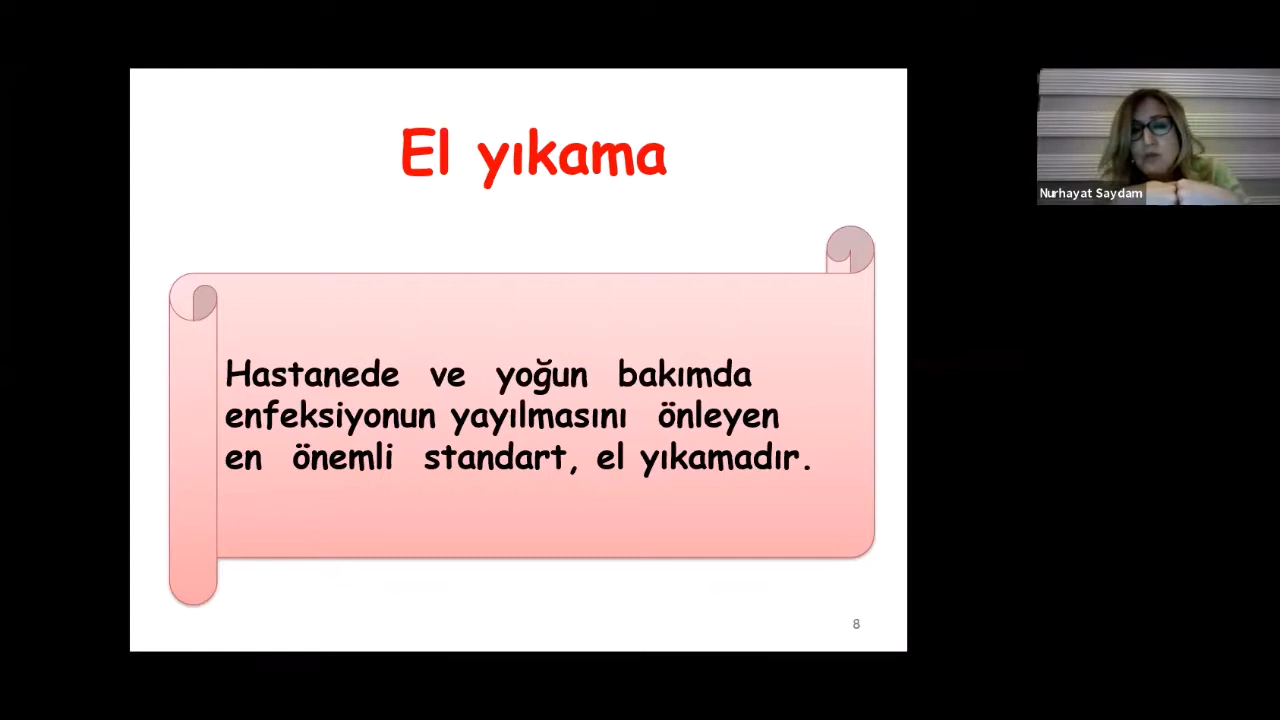 El yıkama
Hastanede ve yoğun bakımda
enfeksiyonun yayılmasını önleyen
en önemli standart, el yıkamadır.
8
Nurhayat Saydam